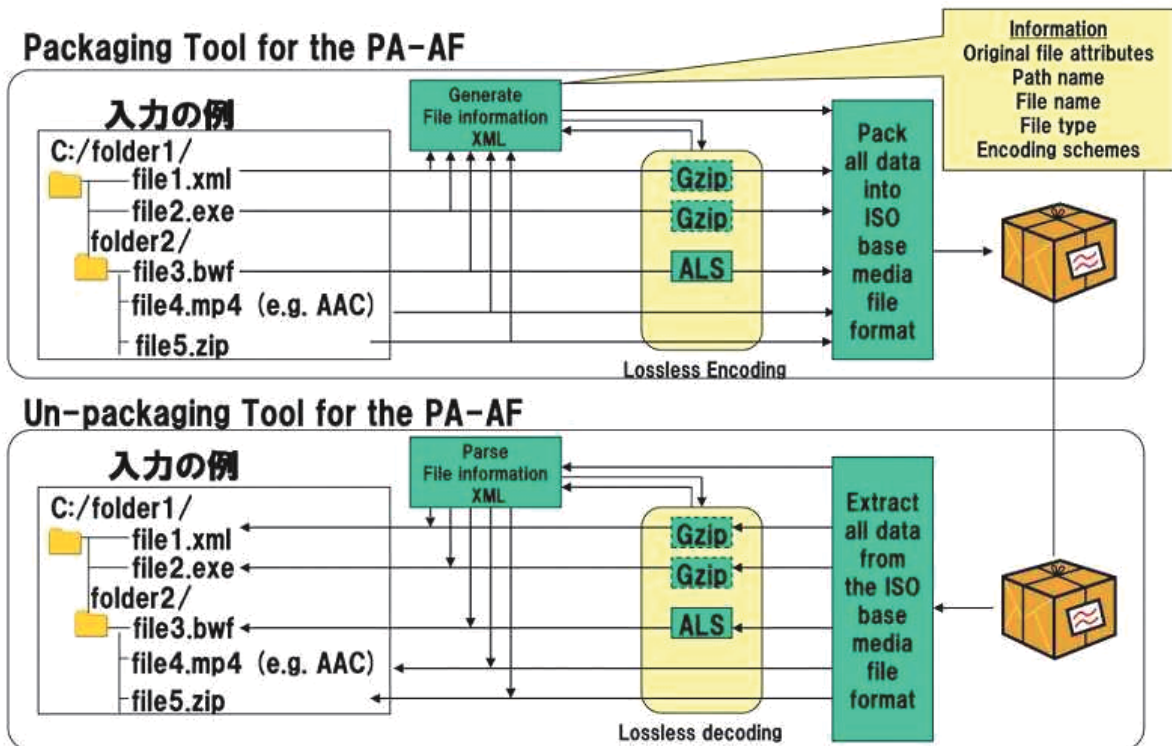 Packaging Tool for the PA-AF
Information
Original file attributes
Path name
File name
File type
Encoding schemes
入力の例
C:/folder1/
file1.xml
file2.exe
folder2/
file3.bwf
file4.mp4 (e.g. AAC)
file5.zip
Generate
File information
XML
Gzip
Gzip
ALS
Lossless Encoding
Pack
all data
into
ISO
base
media
file
format
Un-packaging Tool for the PA-AF
入力の例
C:/folder1/
file1.xml
file2.exe
folder2/
file3.bwf
file4.mp4 (e.g. AAC)
file5.zip
Parse
File information
XML
Gzip
Gzip
ALS
Lossless decoding
Extract
all data
from
the ISO
base
media
file
format